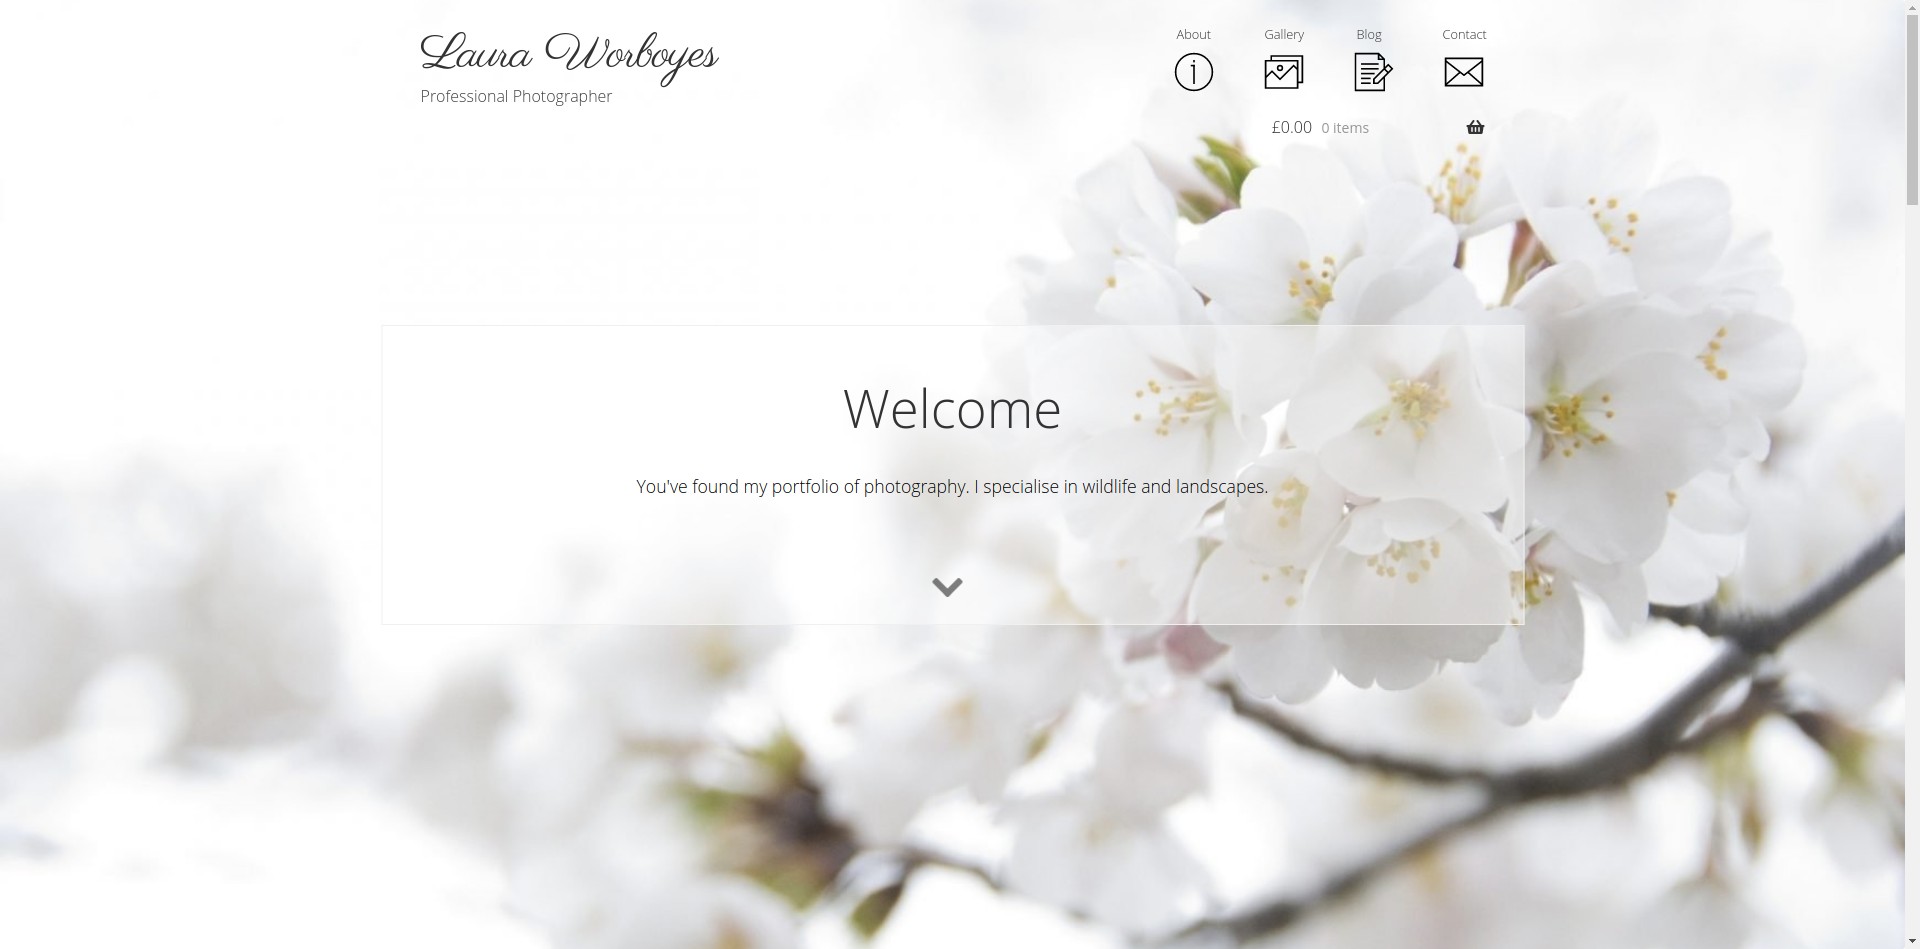 Laura Worboyes
Professional Photographer
About
Gallery
Blog
Contact
£0.00 0 items
Welcome
You've found my portfolio of photography. I specialise in wildlife and landscapes.